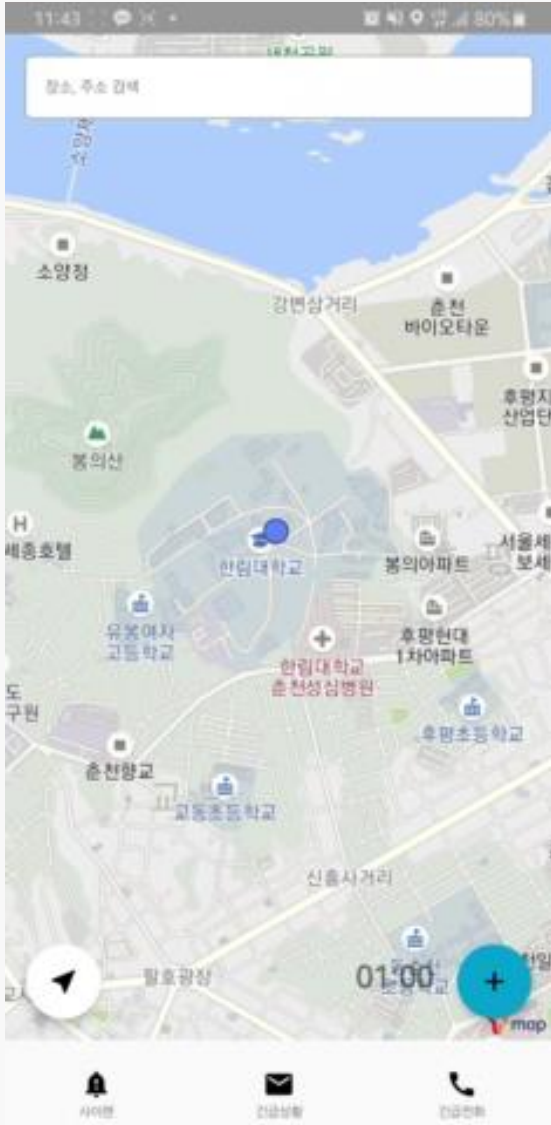 11:43
80%
장소, 주소 검색
소양정
강변삼거리
춘천
바이오타운
후평지
산업단
봉의산
H
세종호텔
한림대학교
봉의아파트
서울세
보세
유봉여자
고등학교
한림대학교
춘천성심병원
후평현대
1차아파트
도
구원
춘천향교
후평초등학교
교동초등학교
신흥사거리
팔호광장
01:00
+
map
사이렌
긴급상황
긴급전화